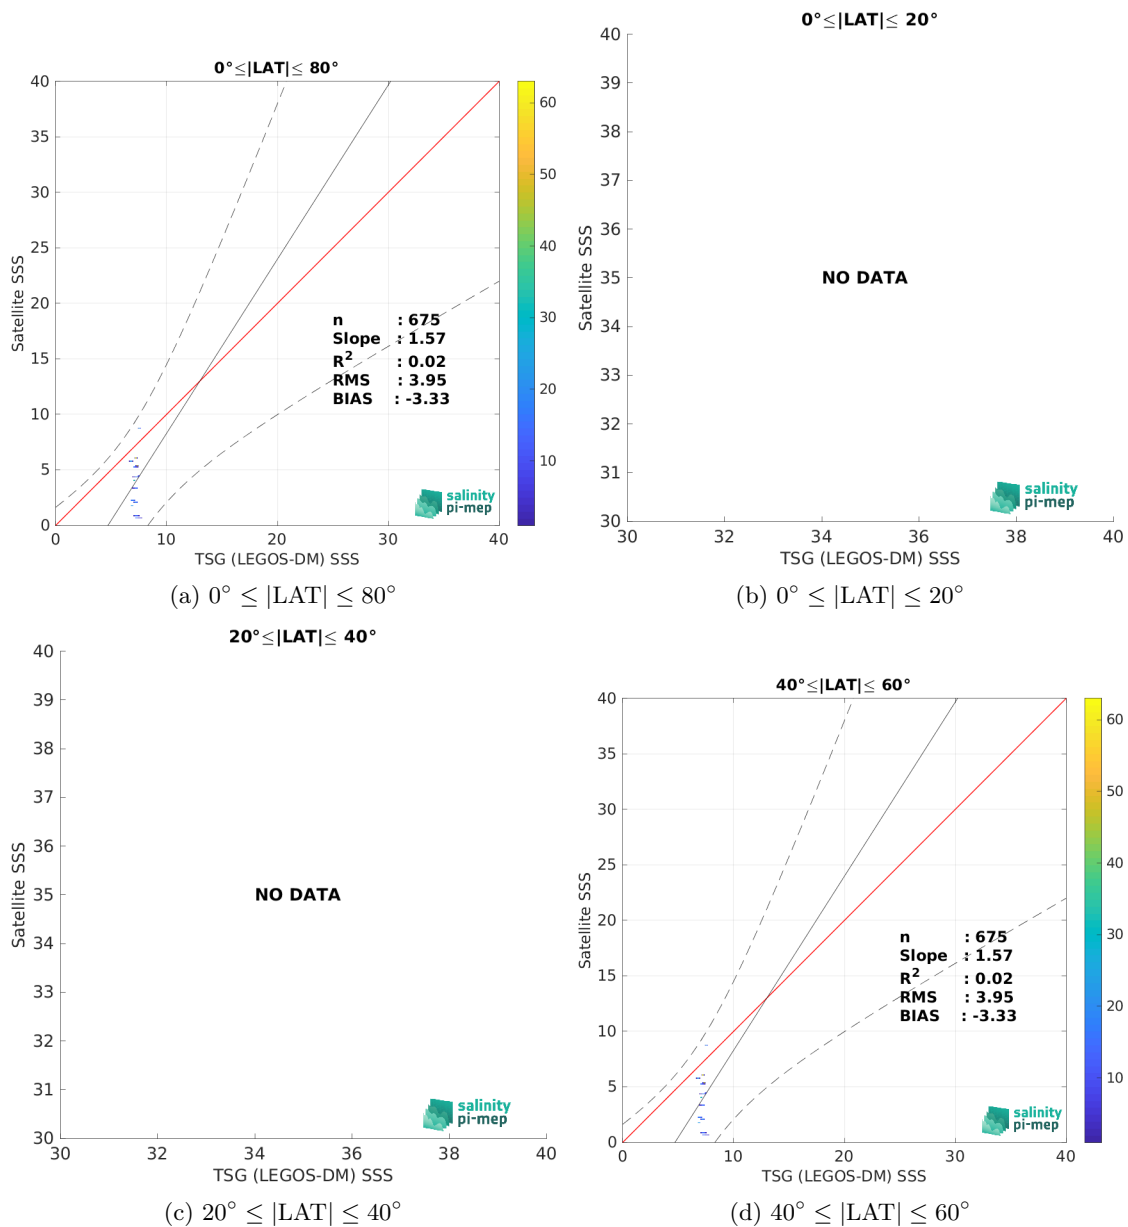 0°≤|LAT|≤ 80°
Satellite SSS
40
35
30
25
20
15
10
5
0
0 10 20 30 40
TSG (LEGOS-DM) SSS
n : 675
Slope : 1.57
R² : 0.02
RMS : 3.95
BIAS : -3.33
salinity
pi-mep
60
50
40
30
20
10
(a) 0° ≤ |LAT| ≤ 80°
0°≤|LAT|≤ 20°
Satellite SSS
40
39
38
37
36
35
34
33
32
31
30
NO DATA
salinity
pi-mep
30 32 34 36 38 40
TSG (LEGOS-DM) SSS
(b) 0° ≤ |LAT| ≤ 20°
20°≤|LAT|≤ 40°
Satellite SSS
40
39
38
37
36
35
34
33
32
31
30
NO DATA
salinity
pi-mep
30 32 34 36 38 40
TSG (LEGOS-DM) SSS
(c) 20° ≤ |LAT| ≤ 40°
40°≤|LAT|≤ 60°
Satellite SSS
40
35
30
25
20
15
10
5
0
0 10 20 30 40
TSG (LEGOS-DM) SSS
n : 675
Slope : 1.57
R² : 0.02
RMS : 3.95
BIAS : -3.33
salinity
pi-mep
60
50
40
30
20
10
(d) 40° ≤ |LAT| ≤ 60°